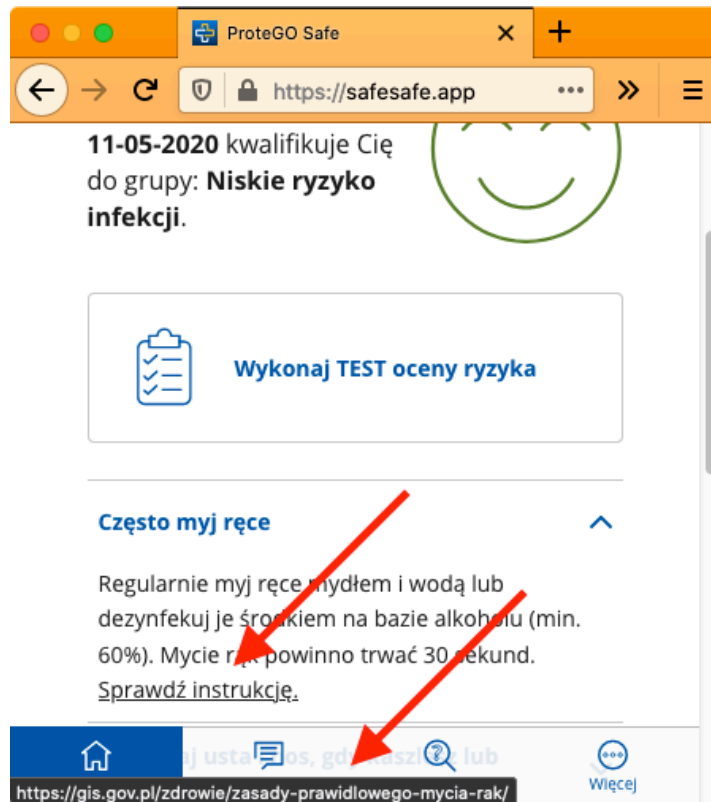 ProteGO Safe
https://safesafe.app
11-05-2020 kwalifikuje Cię
do grupy: Niskie ryzyko
infekcji.
Wykonaj TEST oceny ryzyka
Często myj ręce
Regularnie myj ręce mydłem i wodą lub
dezynfekuj je środkiem na bazie alkoholu (min.
60%). Mycie rąk powinno trwać 30 sekund.
Sprawdź instrukcję.
lub
Więcej
https://gis.gov.pl/zdrowie/zasady-prawidlowego-mycia-rak/